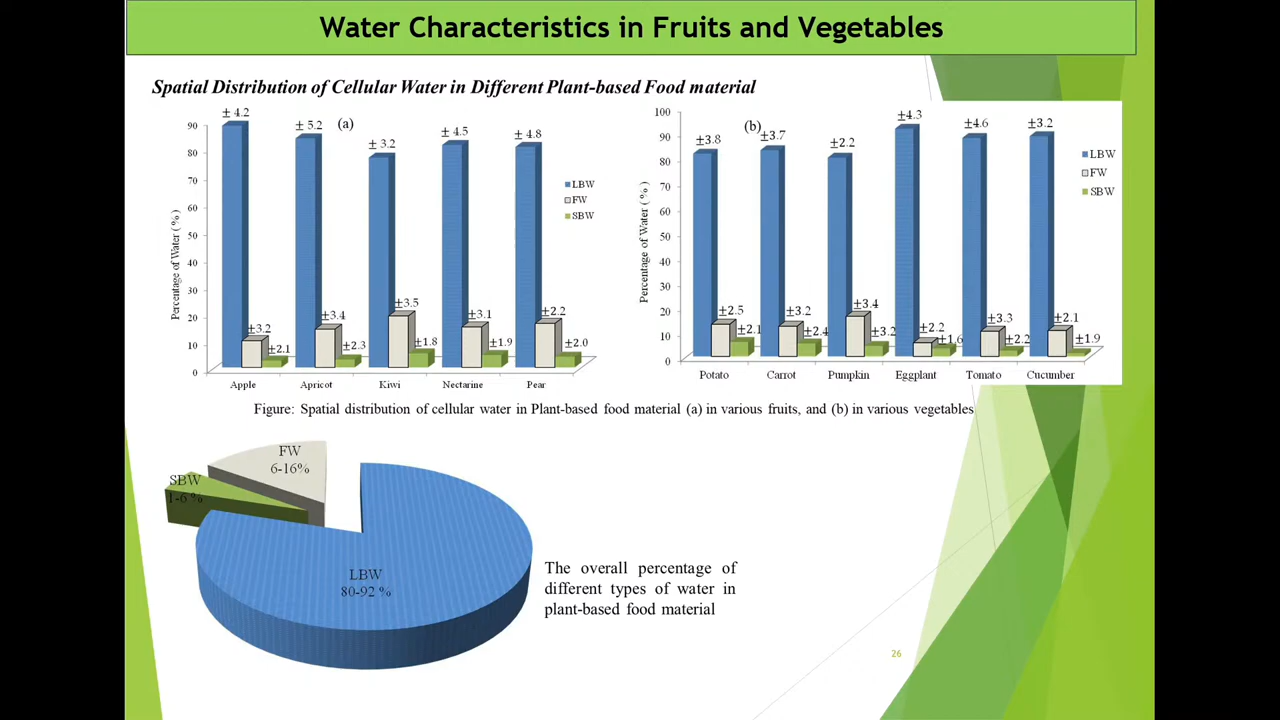 Water Characteristics in Fruits and Vegetables
Spatial Distribution of Cellular Water in Different Plant-based Food material
(a)
± 4.2
± 5.2
± 3.2
± 4.5
± 4.8
±3.2
±2.1
±3.4
±2.3
±3.5
±1.8
±3.1
±1.9
±2.2
±2.0
Percentage of Water ( % )
90
80
70
60
50
40
30
20
10
0
Apple
Apricot
Kiwi
Nectarine
Pear
LBW
FW
SBW
(b)
±3.8
±3.7
±2.2
±4.3
±4.6
±3.2
±2.5
±2.1
±3.2
±2.4
±3.4
±3.2
±2.2
±1.6
±3.3
±2.2
±2.1
±1.9
Percentage of Water ( % )
100
90
80
70
60
50
40
30
20
10
0
Potato
Carrot
Pumpkin
Eggplant
Tomato
Cucumber
LBW
FW
SBW
Figure: Spatial distribution of cellular water in Plant-based food material (a) in various fruits, and (b) in various vegetables
FW
6-16%
SBW
1-6 %
LBW
80-92 %
The overall percentage of
different types of water in
plant-based food material
26